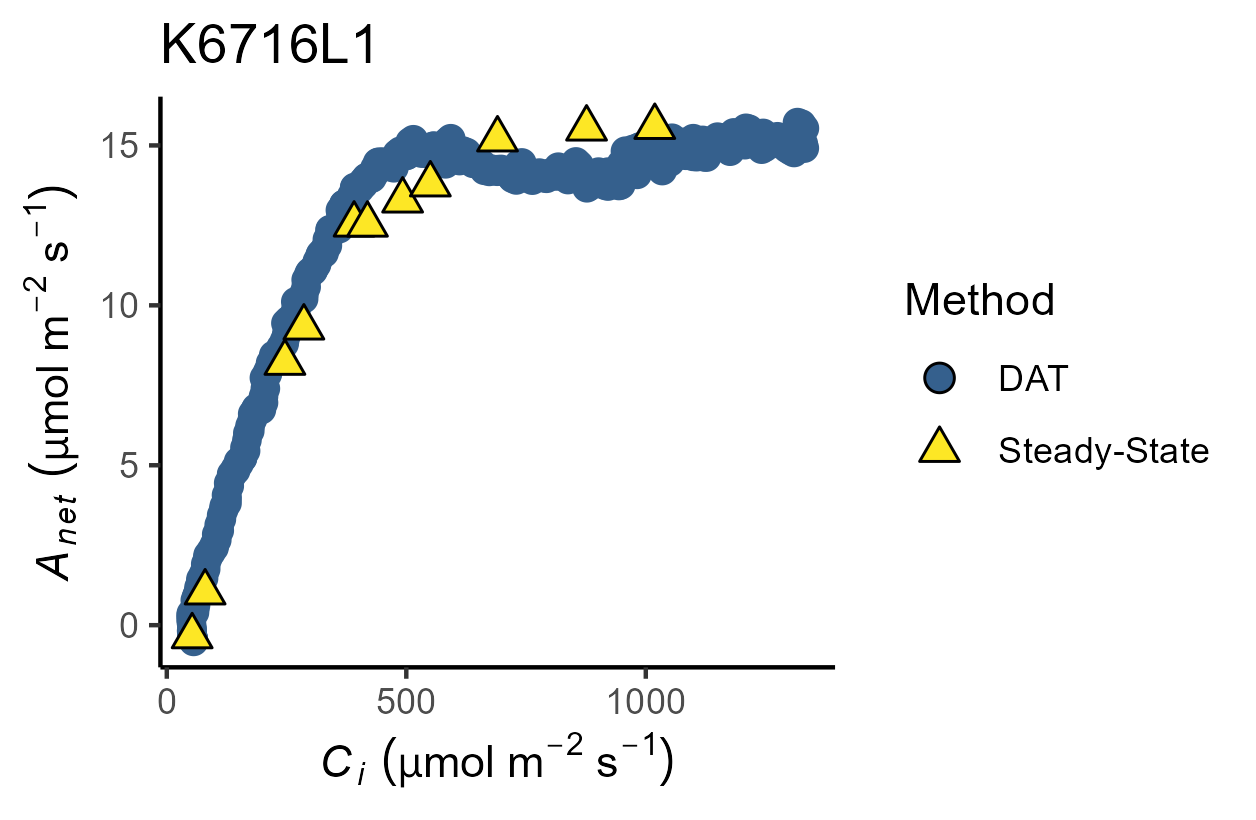 K6716L1
15
10
5
0
A_net (µmol m⁻² s⁻¹)
0 500 1000
C_i (µmol m⁻² s⁻¹)
Method
DAT
Steady-State